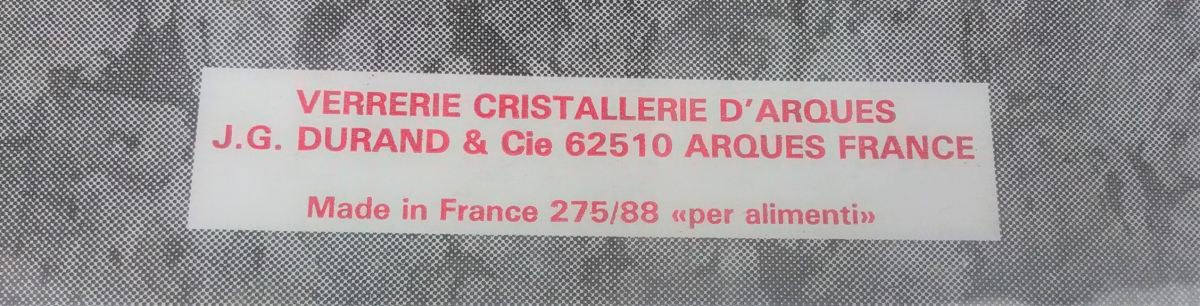 VERRERIE CRISTALLERIE D'ARQUES
J.G. DURAND & Cie 62510 ARQUES FRANCE
Made in France 275/88 «per alimenti»